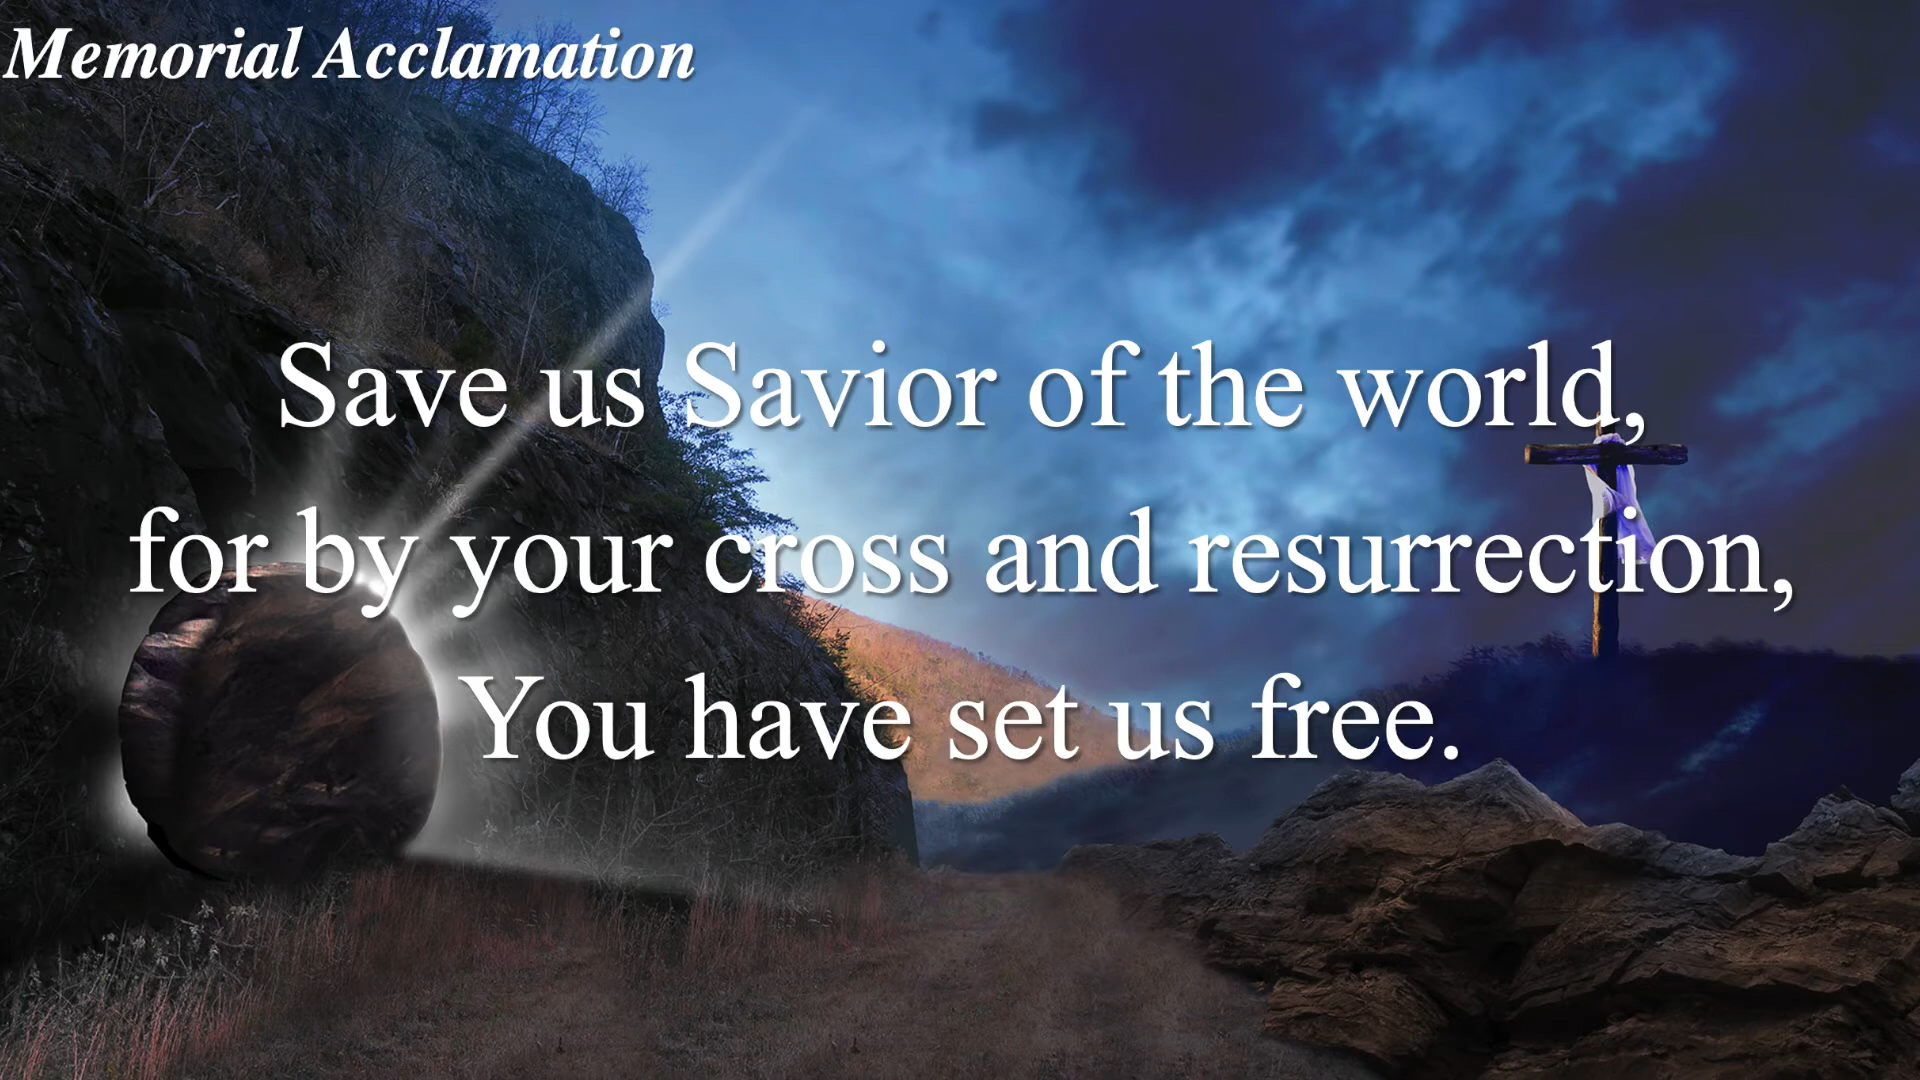 Memorial Acclamation
Save us Savior of the world,
for by your cross and resurrection,
You have set us free.